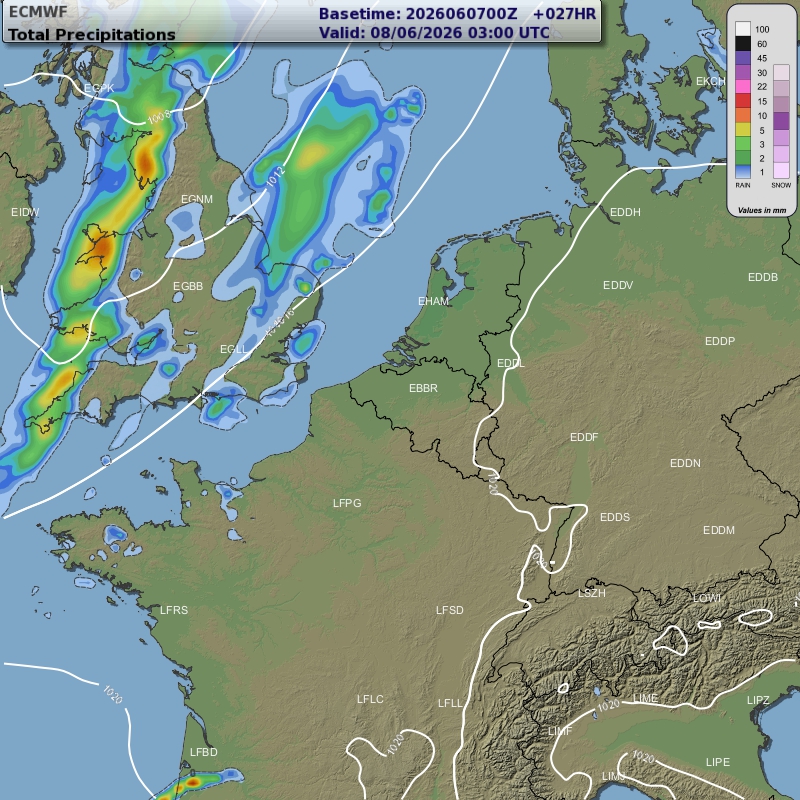 ECMWF
Total Precipitations
Basetime: 2026060700Z +027HR
Valid: 08/06/2026 03:00 UTC
100
60
45
30
22
15
10
5
3
2
1
RAIN SNOW
Values in mm
EGPK
1008
EKCH
EIDW
EGNM
1012
EDDH
EGBB
EHAM
EDDV
EDDB
1016
EGLL
EDDL
EDDP
EBBR
EDDF
EDDN
1020
LFPG
EDDS
EDDM
LFRS
LFSD
LSZH
LOWI
1020
LFLC
LFLL
LIME
1020
LIPZ
LIMF
LFBD
1020
1020
LIPE
LIMJ